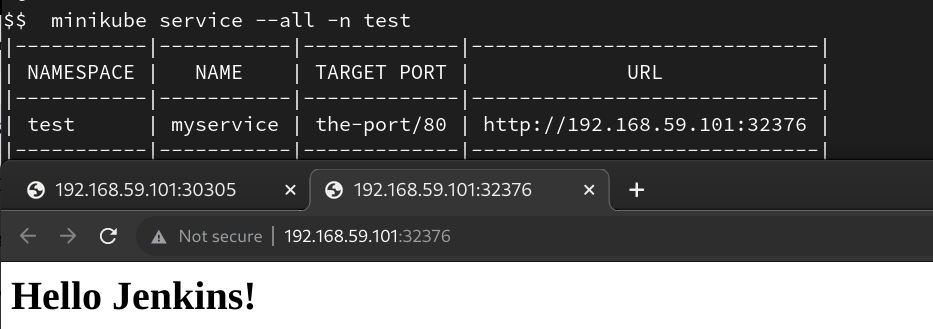 $$ minikube service --all -n test
|-----------|-----------|-------------|-----------------------------|
| NAMESPACE | NAME | TARGET PORT | URL |
|-----------|-----------|-------------|-----------------------------|
| test | myservice | the-port/80 | http://192.168.59.101:32376 |
|-----------|-----------|-------------|-----------------------------|
192.168.59.101:30305 × 192.168.59.101:32376 × +
Not secure | 192.168.59.101:32376
Hello Jenkins!